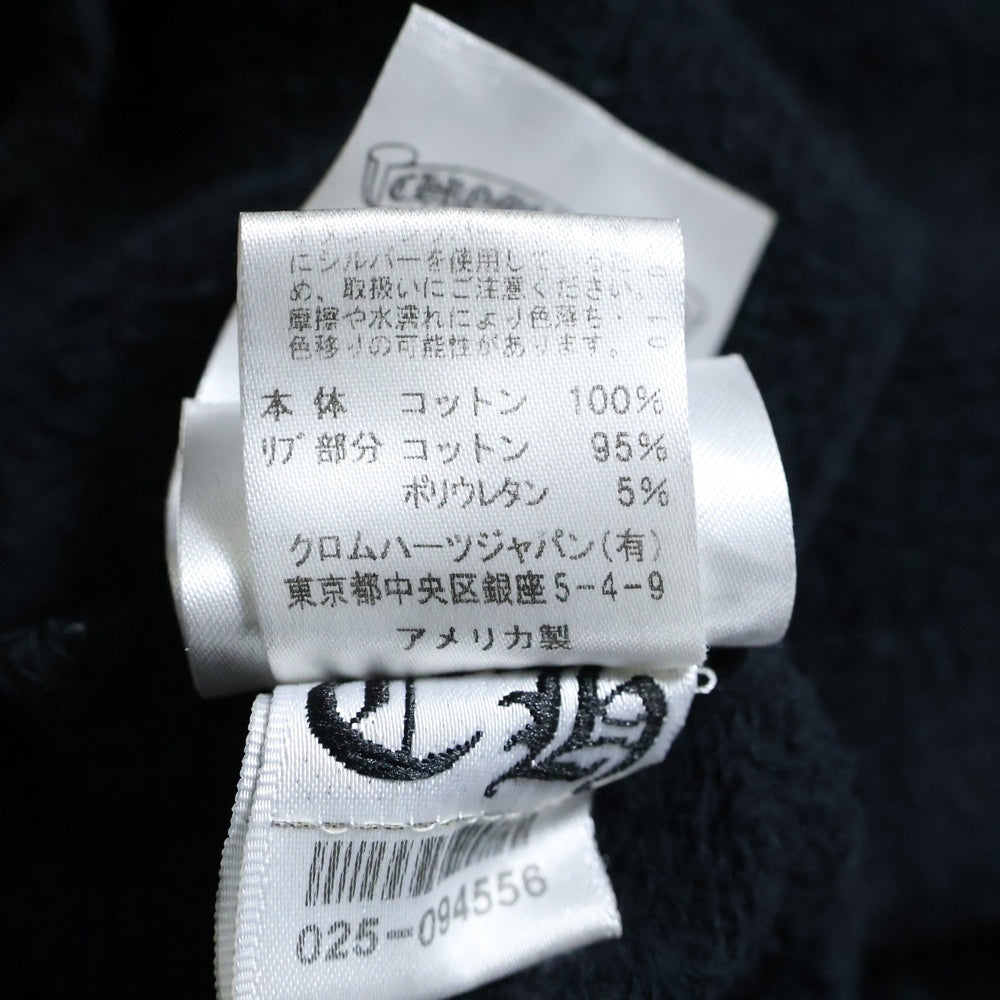 にシルバーを使用しているた
め、取扱いにご注意ください。
摩擦や水濡れにより色落ち・
色移りの可能性があります。
本体 コットン 100%
リブ部分 コットン 95%
ポリウレタン 5%
クロムハーツジャパン(有)
東京都中央区銀座5-4-9
アメリカ製
CH
025-094556